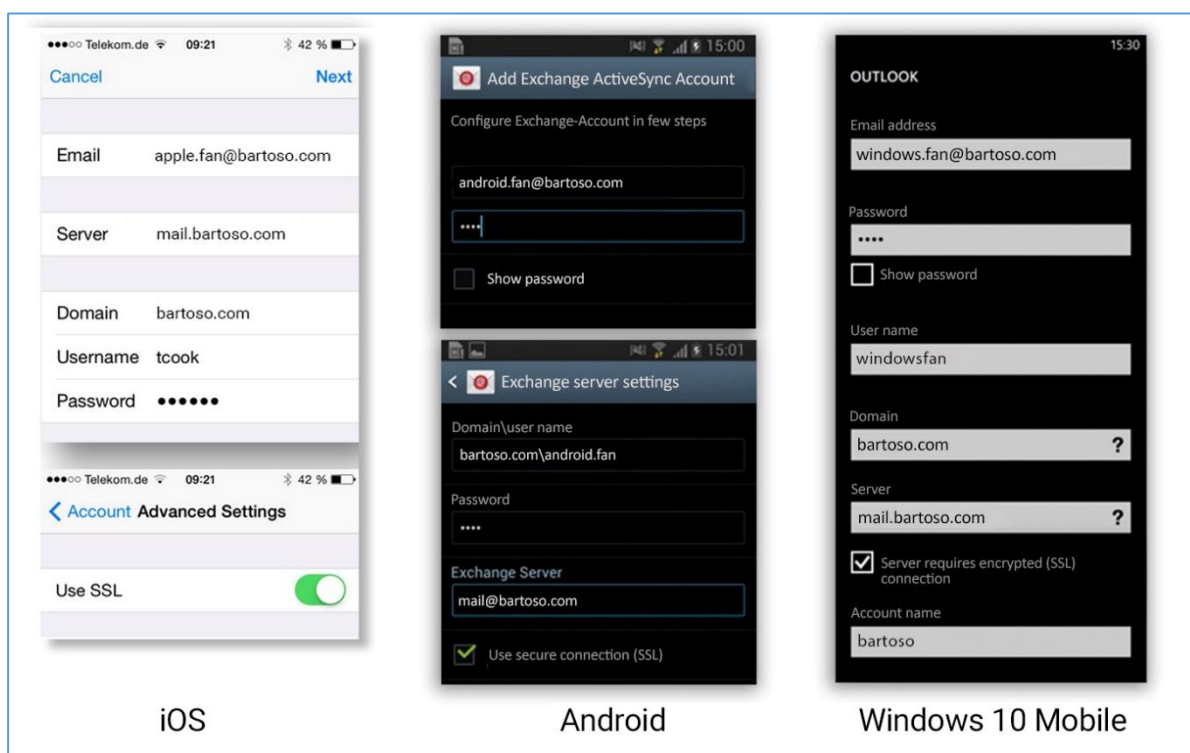 ●●●○○ Telekom.de 09:21 42 %
Cancel Next
Email apple.fan@bartoso.com
Server mail.bartoso.com
Domain bartoso.com
Username tcook
Password ●●●●●●
●●●○○ Telekom.de 09:21 42 %
Account Advanced Settings
Use SSL
iOS
15:00
Add Exchange ActiveSync Account
Configure Exchange-Account in few steps
android.fan@bartoso.com
••••
Show password
15:01
< Exchange server settings
Domain\user name
bartoso.com\android.fan
Password
••••
Exchange Server
mail@bartoso.com
Use secure connection (SSL)
Android
15:30
OUTLOOK
Email address
windows.fan@bartoso.com
Password
••••
Show password
User name
windowsfan
Domain
bartoso.com ?
Server
mail.bartoso.com ?
Server requires encrypted (SSL)
connection
Account name
bartoso
Windows 10 Mobile